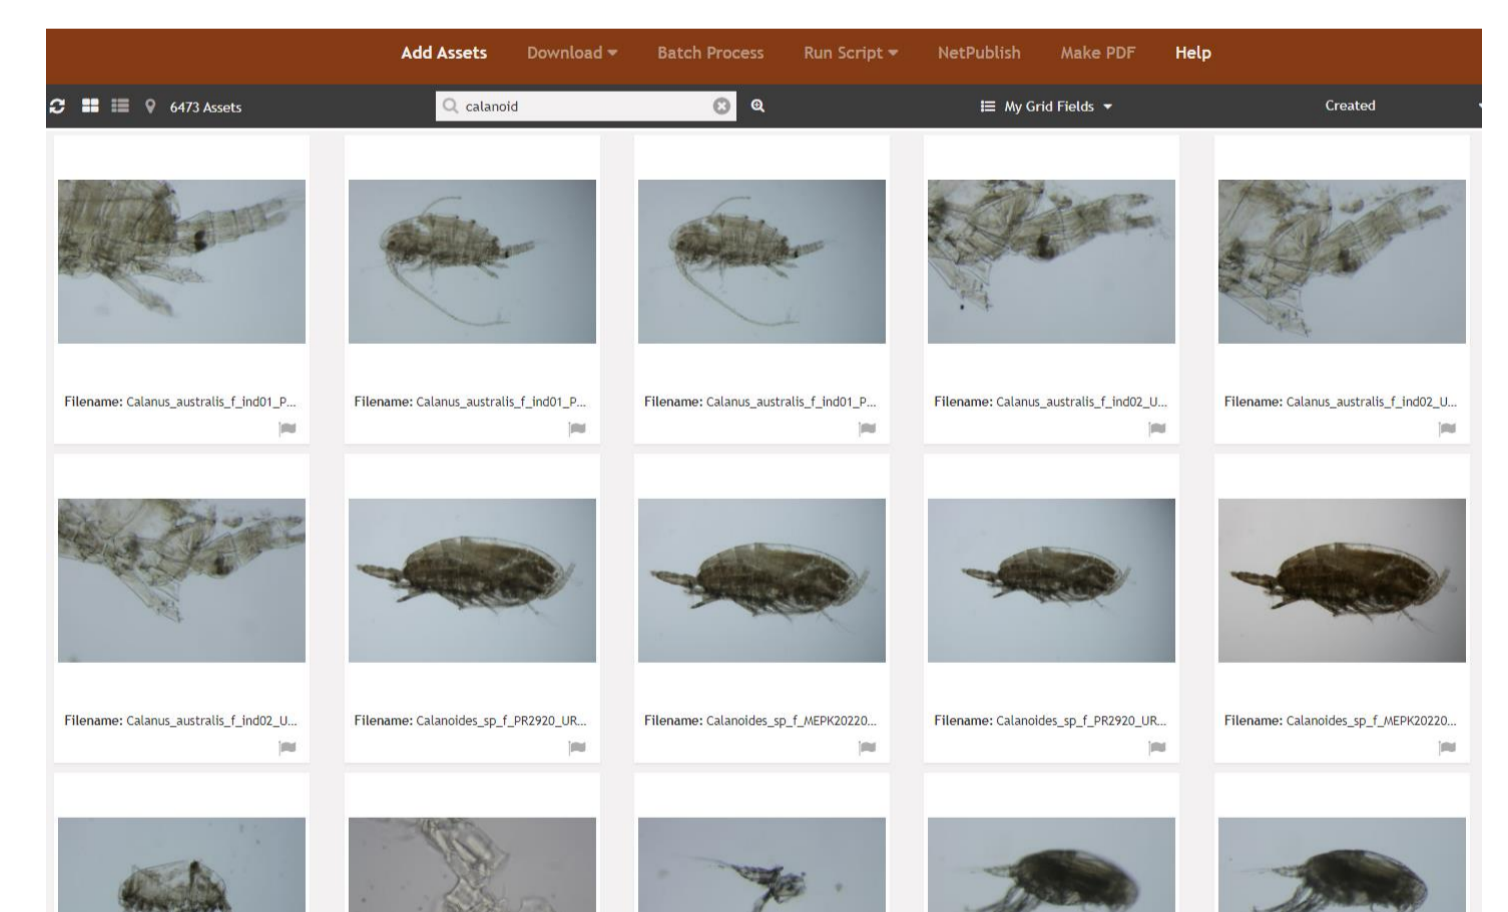 Add Assets Download Batch Process Run Script NetPublish Make PDF Help
6473 Assets calanoid My Grid Fields Created
Filename: Calanus_australis_f_ind01_P... Filename: Calanus_australis_f_ind01_P... Filename: Calanus_australis_f_ind01_P... Filename: Calanus_australis_f_ind02_U... Filename: Calanus_australis_f_ind02_U...
Filename: Calanus_australis_f_ind02_U... Filename: Calanoides_sp_f_PR2920_UR... Filename: Calanoides_sp_f_MEPK20220... Filename: Calanoides_sp_f_PR2920_UR... Filename: Calanoides_sp_f_MEPK20220...